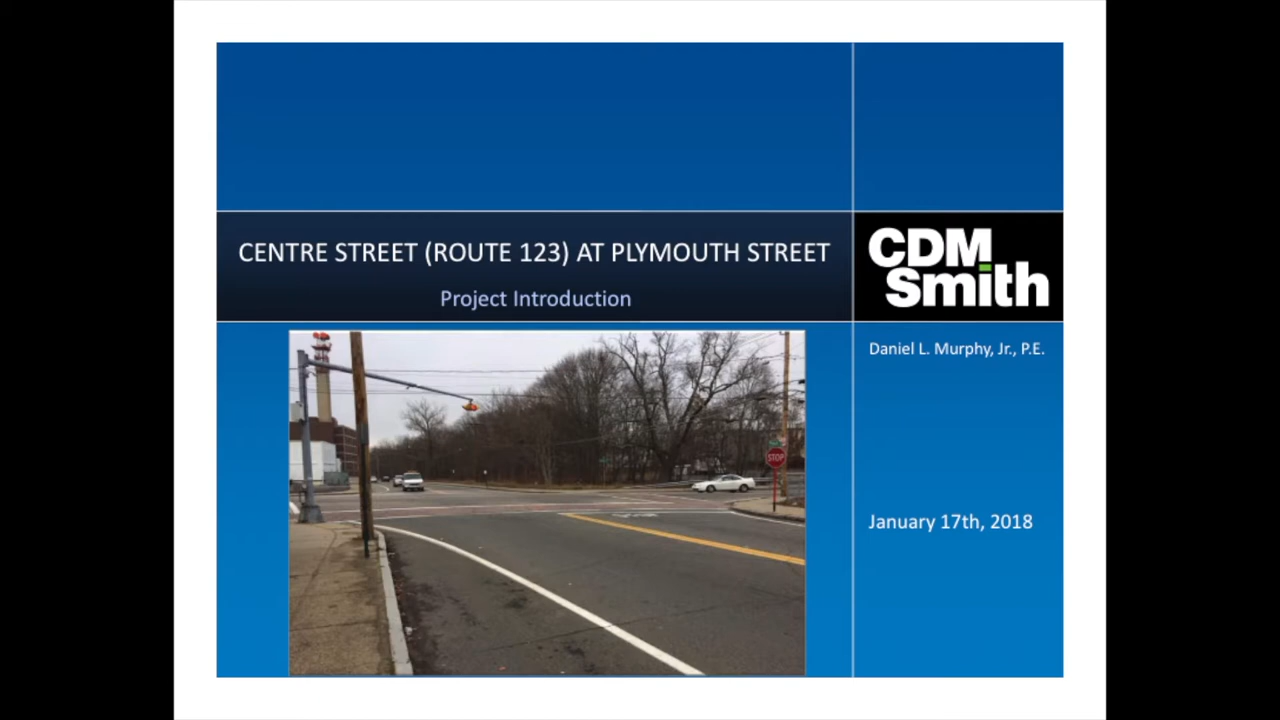 CENTRE STREET (ROUTE 123) AT PLYMOUTH STREET
Project Introduction
CDM
Smith
Daniel L. Murphy, Jr., P.E.
STOP
January 17th, 2018